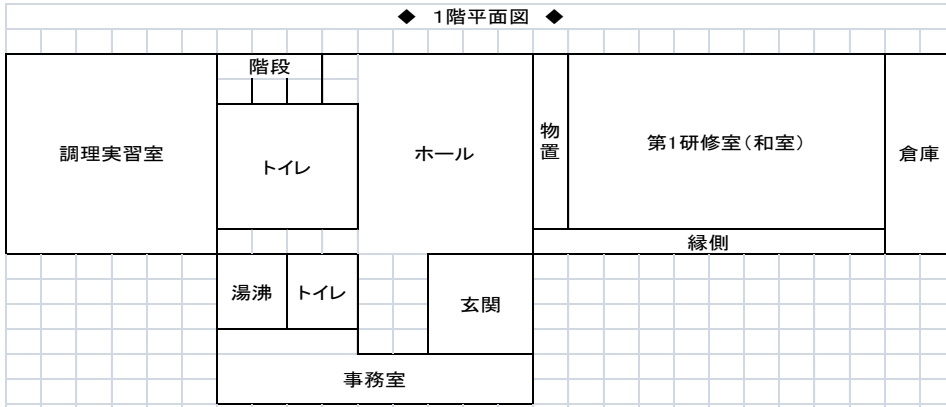 ◆ 1階平面図 ◆
階段
調理実習室
トイレ
ホール
物置
第1研修室(和室)
倉庫
縁側
湯沸
トイレ
玄関
事務室